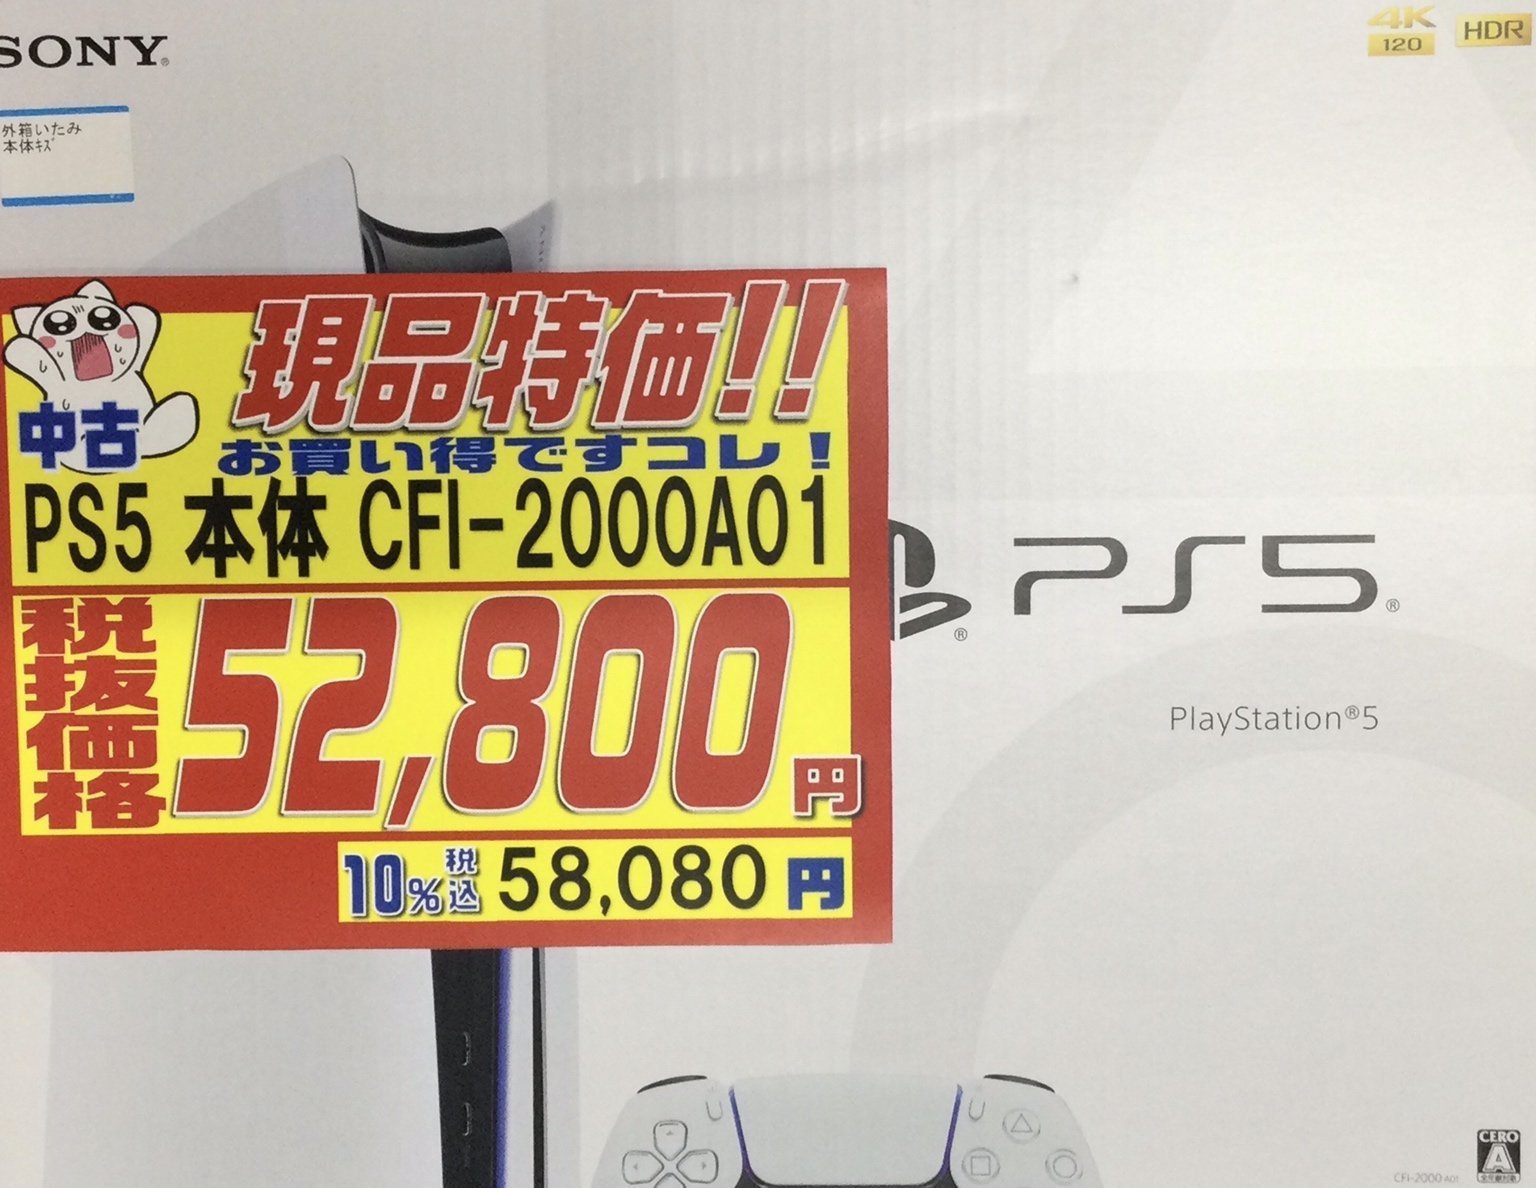 SONY®
4K
120
HDR
外箱いたみ
本体ｷｽﾞ
現品特価!!
中古
お買い得ですコレ！
PS5 本体 CFI-2000A01
税抜価格
52,800円
10%税込 58,080円
PS5®
®
PlayStation®5
CERO
A
CFI-2000 A01